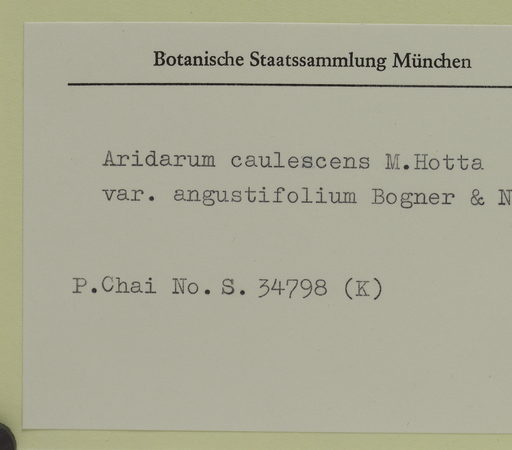 Botanische Staatssammlung München
Aridarum caulescens M.Hotta
var. angustifolium Bogner & N
P.Chai No. S. 34798 (K)